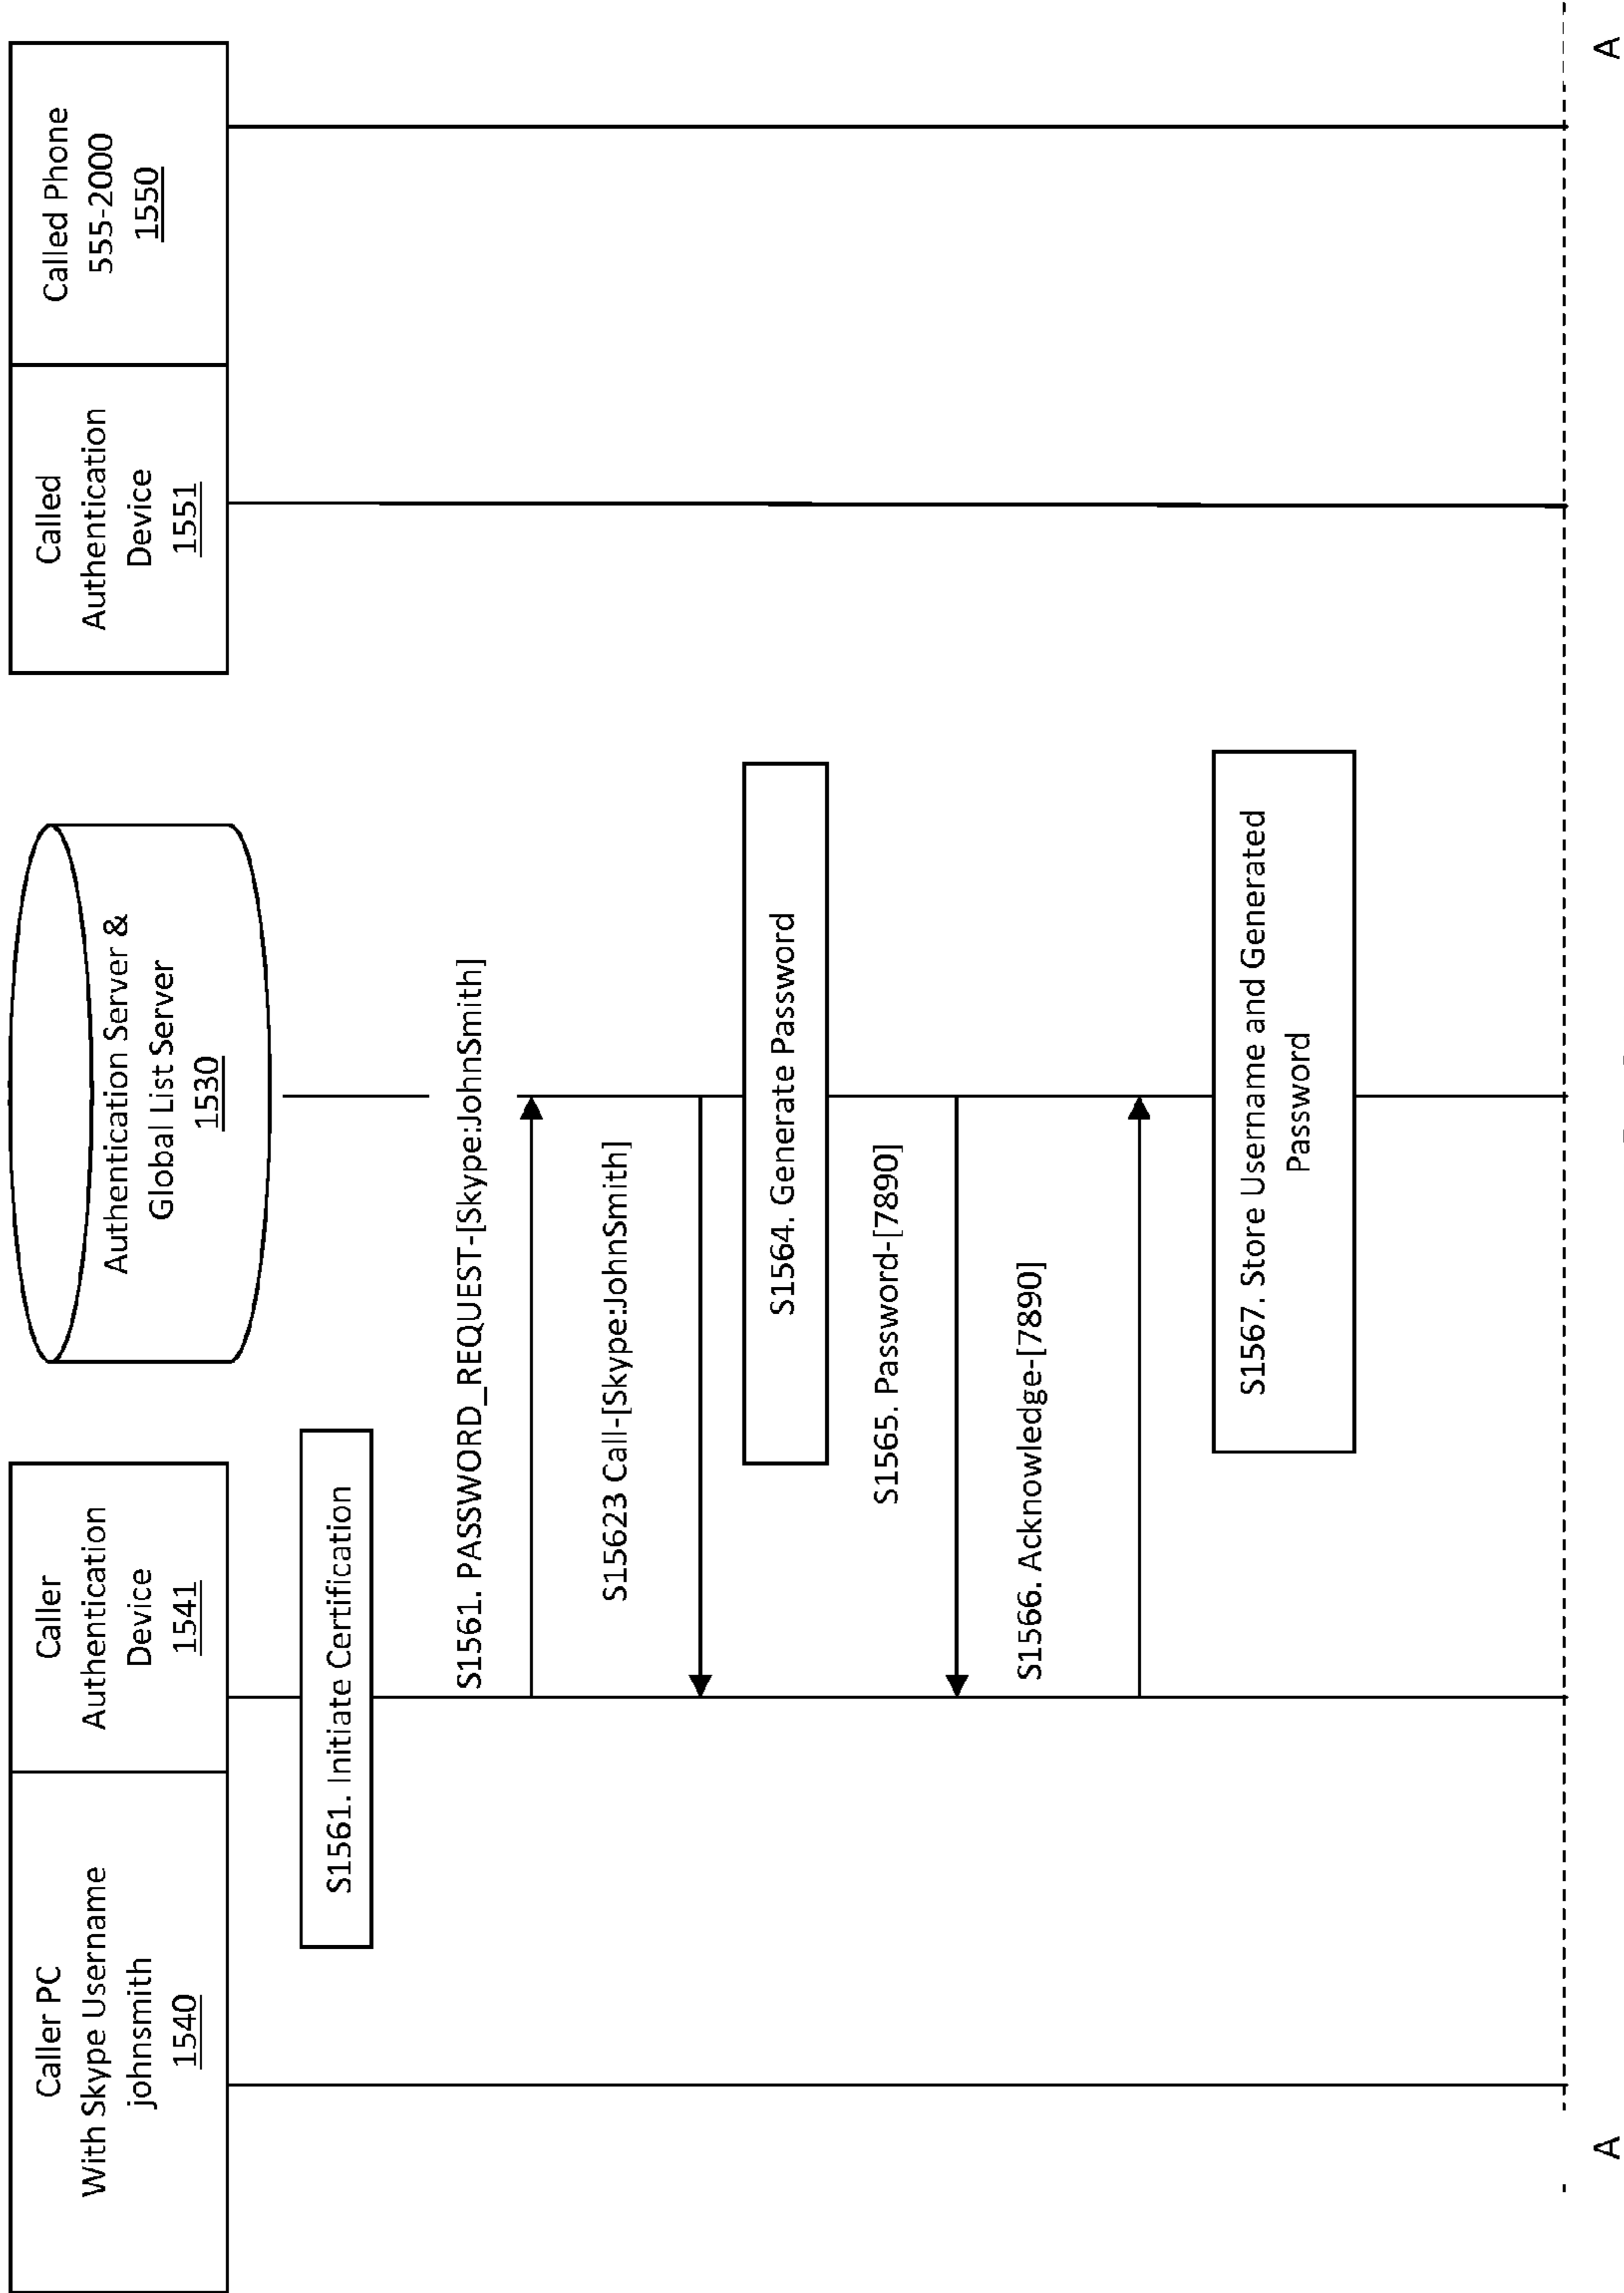 Caller PC
With Skype Username
johnsmith
1540
Caller
Authentication
Device
1541
Authentication Server &
Global List Server
1530
Called
Authentication
Device
1551
Called Phone
555-2000
1550
S1561. Initiate Certification
S1561. PASSWORD_REQUEST-[Skype:JohnSmith]
S15623 Call-[Skype:JohnSmith]
S1564. Generate Password
S1565. Password-[7890]
S1566. Acknowledge-[7890]
S1567. Store Username and Generated
Password
A
A